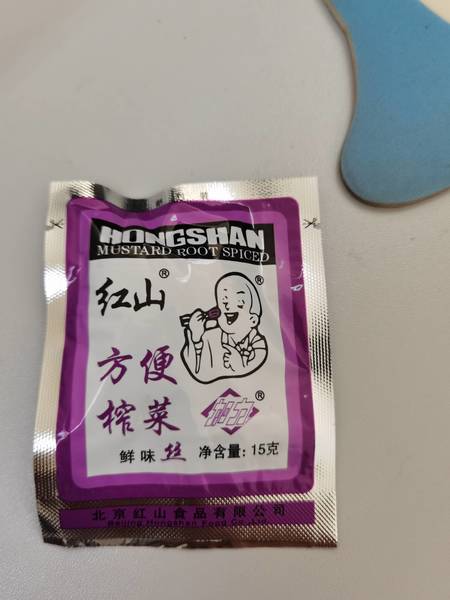 HONGSHAN
MUSTARD ROOT SPICED
红山®
®
方便
榨菜
®
鲜味丝 净含量: 15克
北京红山食品有限公司
Beijing Hongshan Food Co.,Ltd.